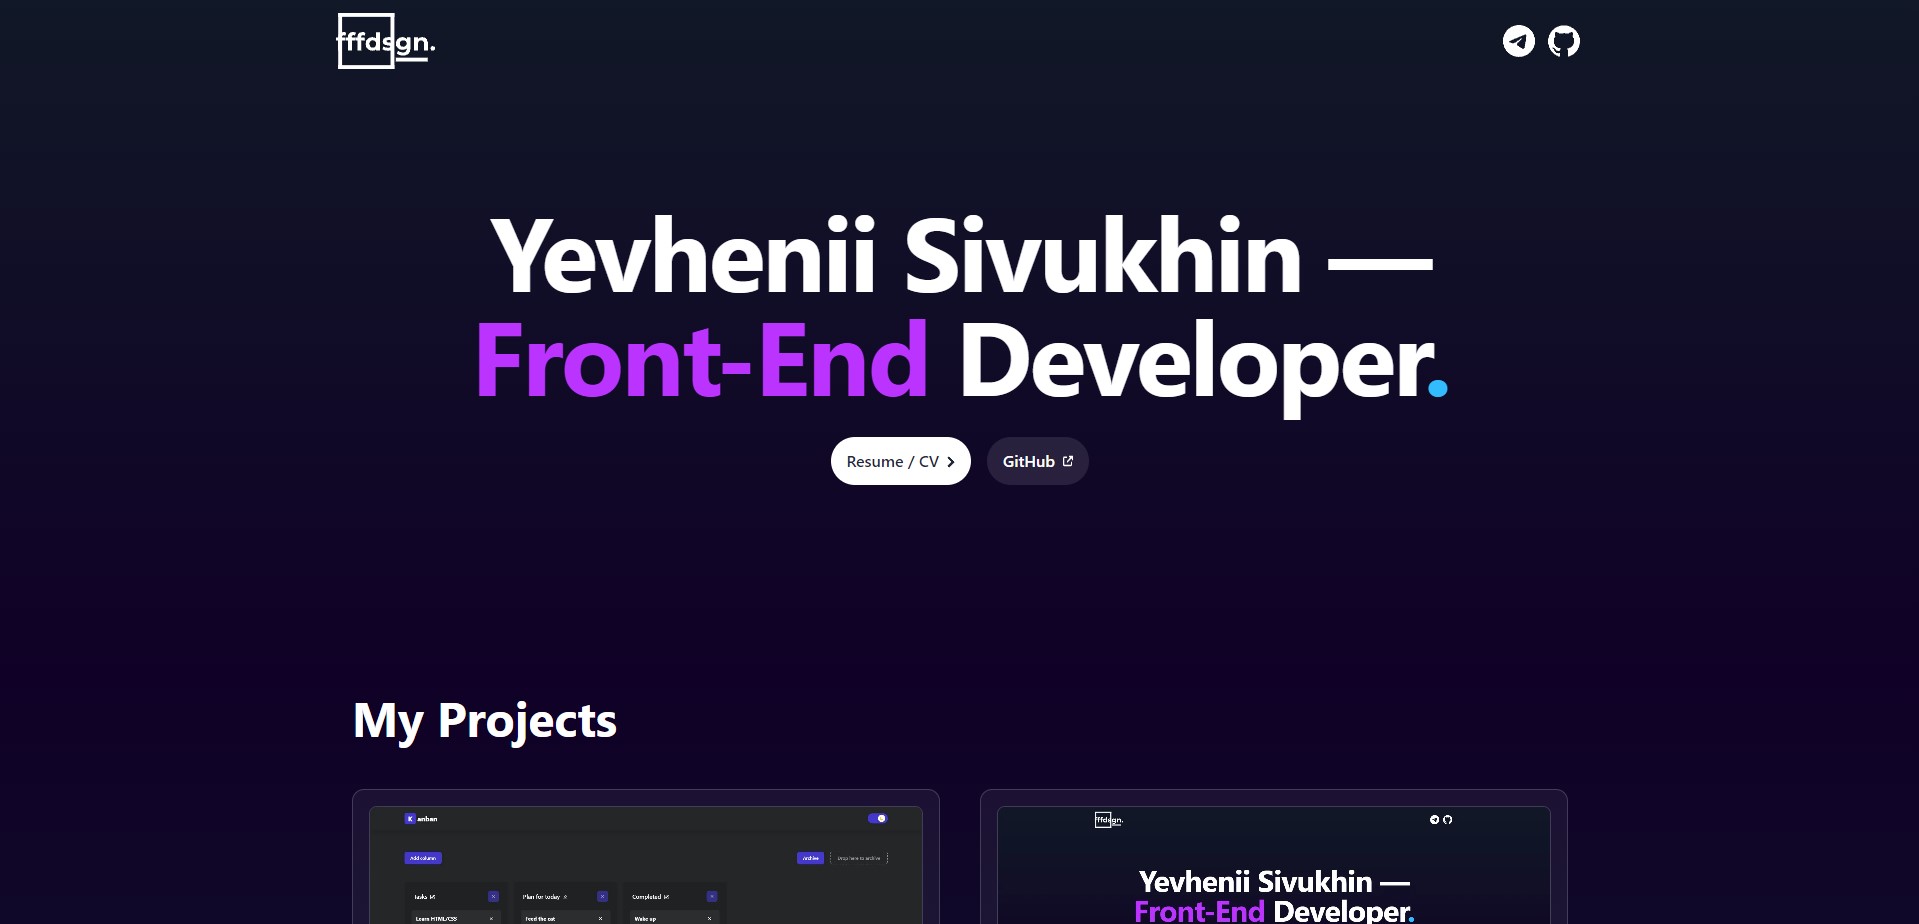 fffdsgn.
Yevhenii Sivukhin —
Front-End Developer.
Resume / CV
GitHub
My Projects
Kanban
Add column
Archive
Drop here to archive
Tasks
Plan for today
Completed
Learn HTML/CSS
Feed the cat
Wake up
fffdsgn.
Yevhenii Sivukhin —
Front-End Developer.